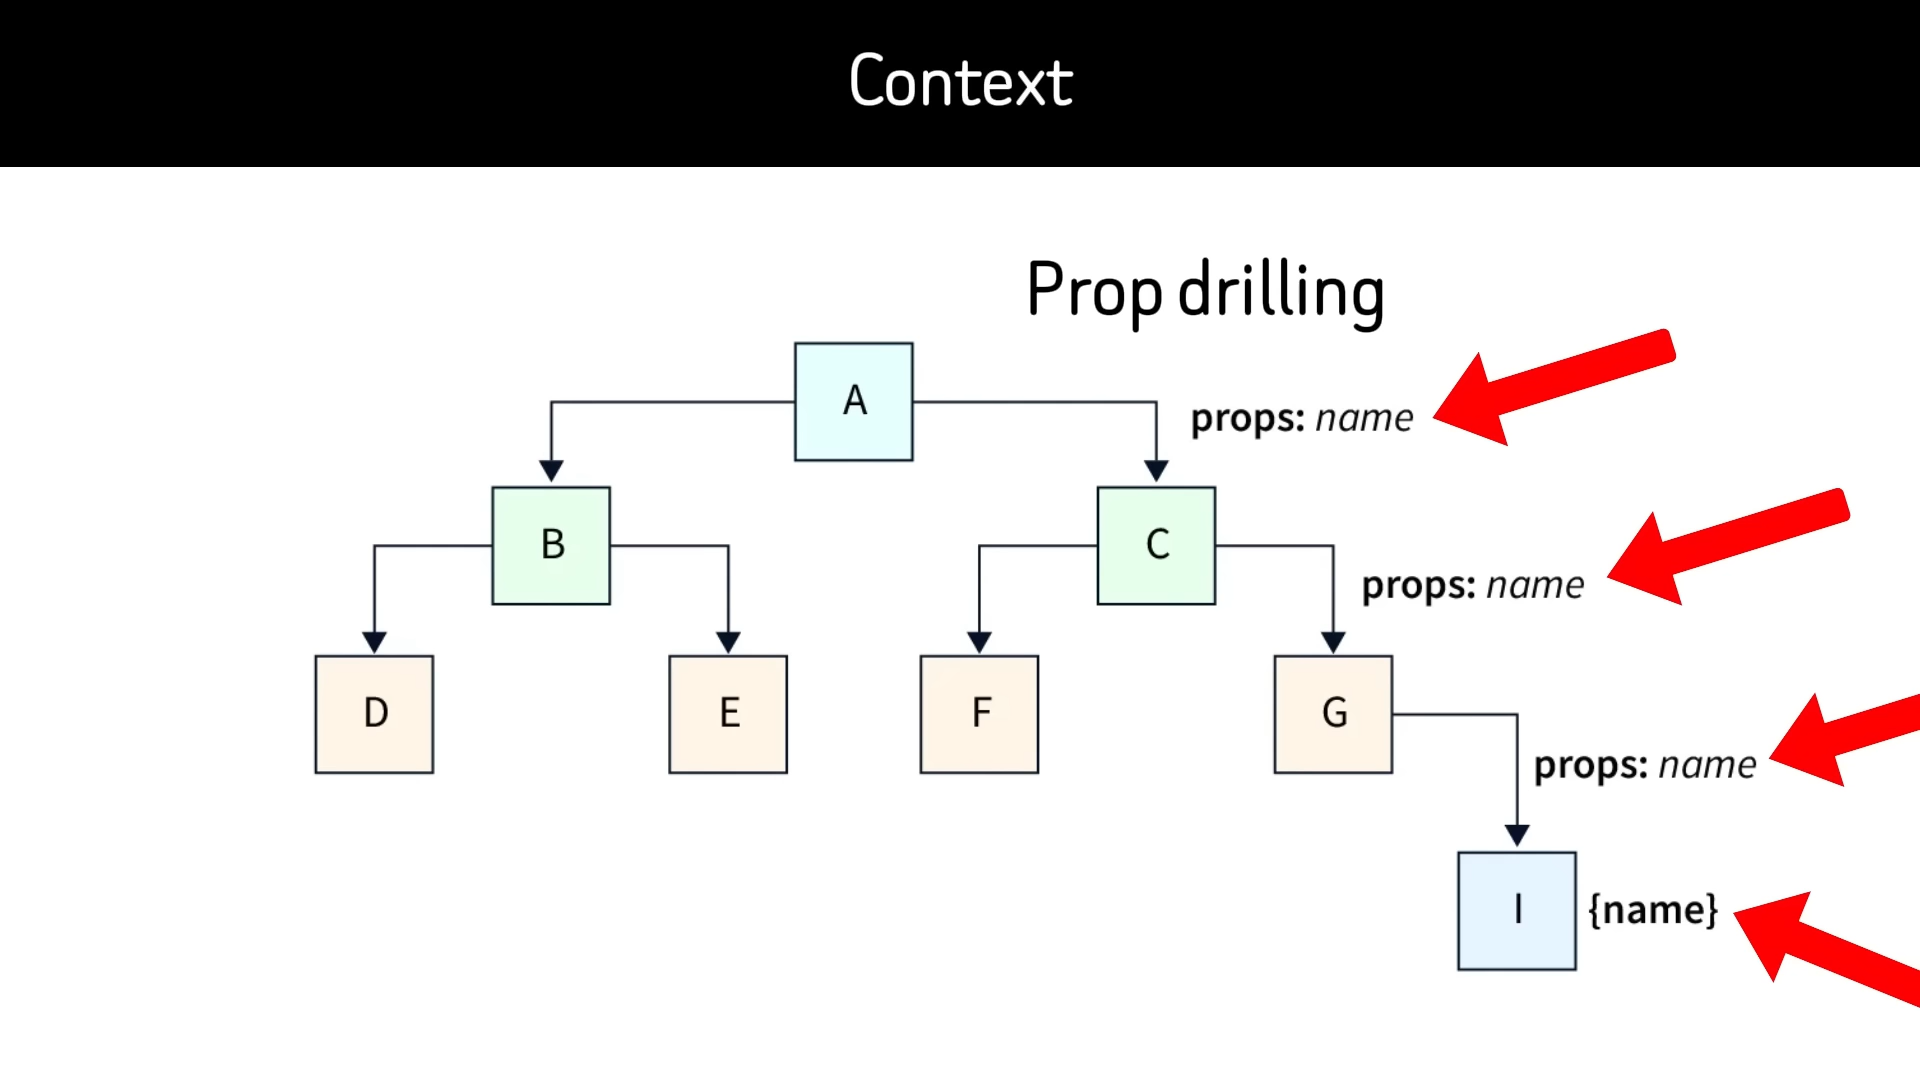 Context
Prop drilling
A
props: name
B
C
props: name
D
E
F
G
props: name
I
{name}